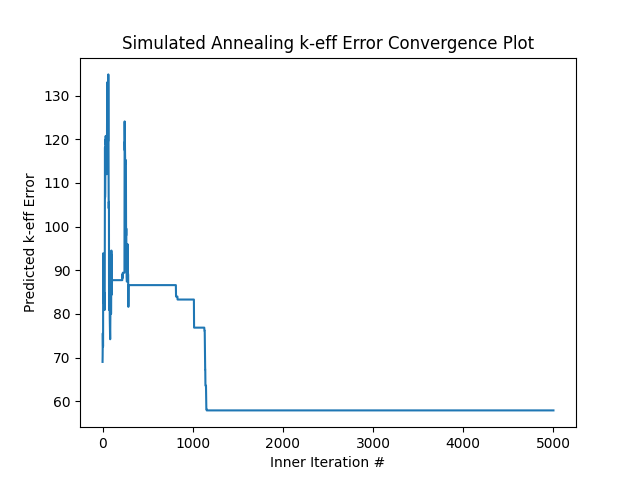 Simulated Annealing k-eff Error Convergence Plot
130
120
110
100
90
80
70
60
Predicted k-eff Error
0 1000 2000 3000 4000 5000
Inner Iteration #